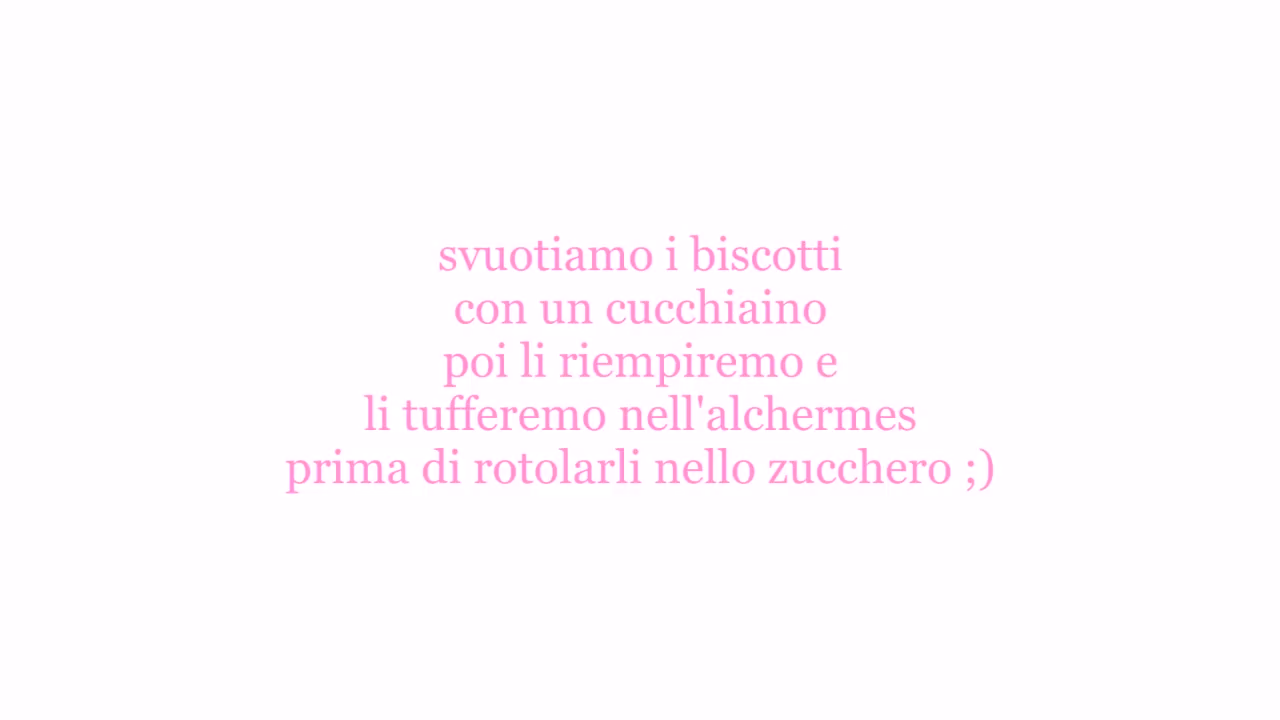 svuotiamo i biscotti
con un cucchiaino
poi li riempiremo e
li tufferemo nell'alchermes
prima di rotolarli nello zucchero ;)